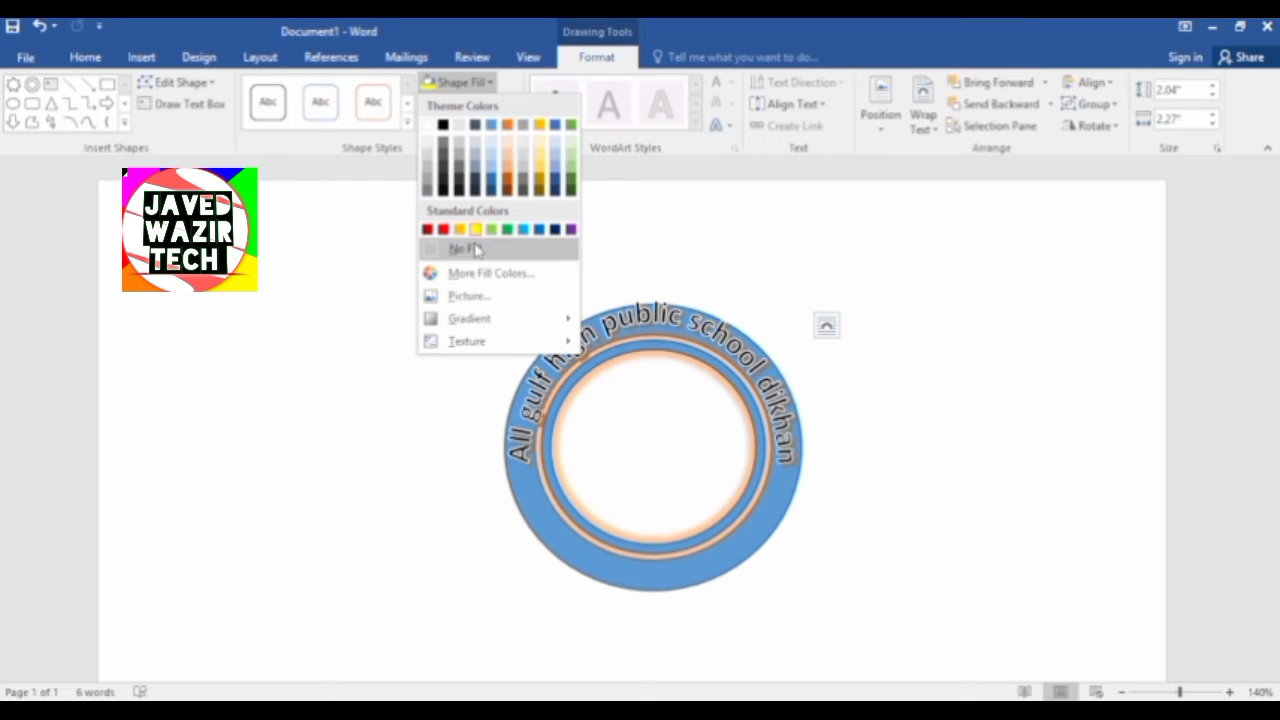 Document1 - Word
Drawing Tools
File
Home
Insert
Design
Layout
References
Mailings
Review
View
Format
Tell me what you want to do...
Sign in
Share
Edit Shape
Draw Text Box
Insert Shapes
Abc
Abc
Abc
Shape Styles
Shape Fill
Theme Colors
Standard Colors
No Fill
More Fill Colors...
Picture...
Gradient
Texture
A
A
WordArt Styles
Text Direction
Align Text
Create Link
Text
Position
Wrap
Text
Bring Forward
Send Backward
Selection Pane
Align
Group
Rotate
Arrange
2.04"
2.27"
Size
JAVED
WAZIR
TECH
All gulf high public school dikhan
Page 1 of 1
6 words
140%